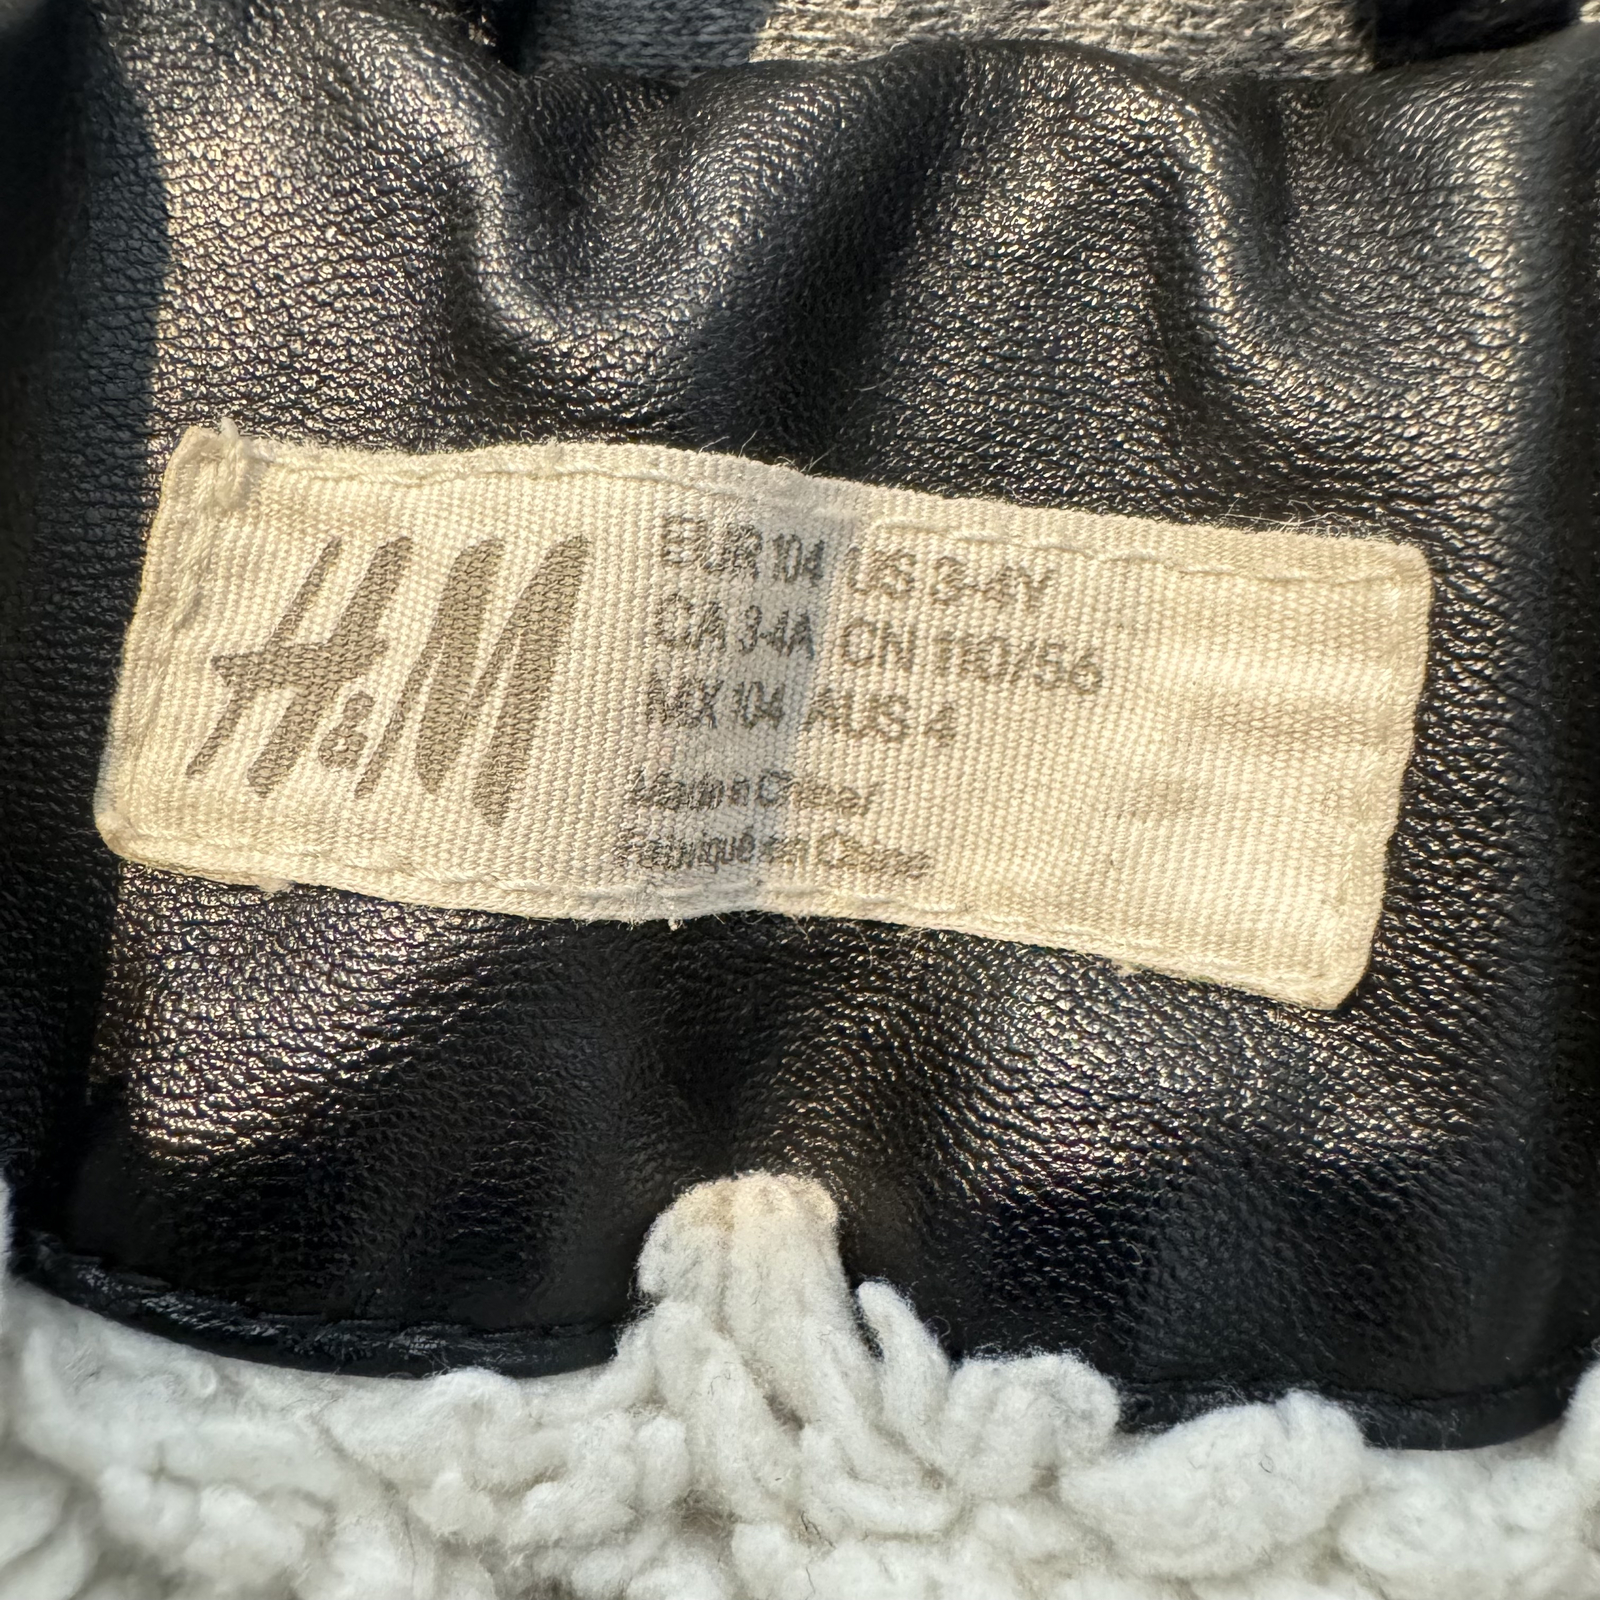 H&M
EUR 104 US 3-4Y
CA 3-4A CN 110/56
MX 104 AUS 4
Made in China/
Fabriqué en Chine